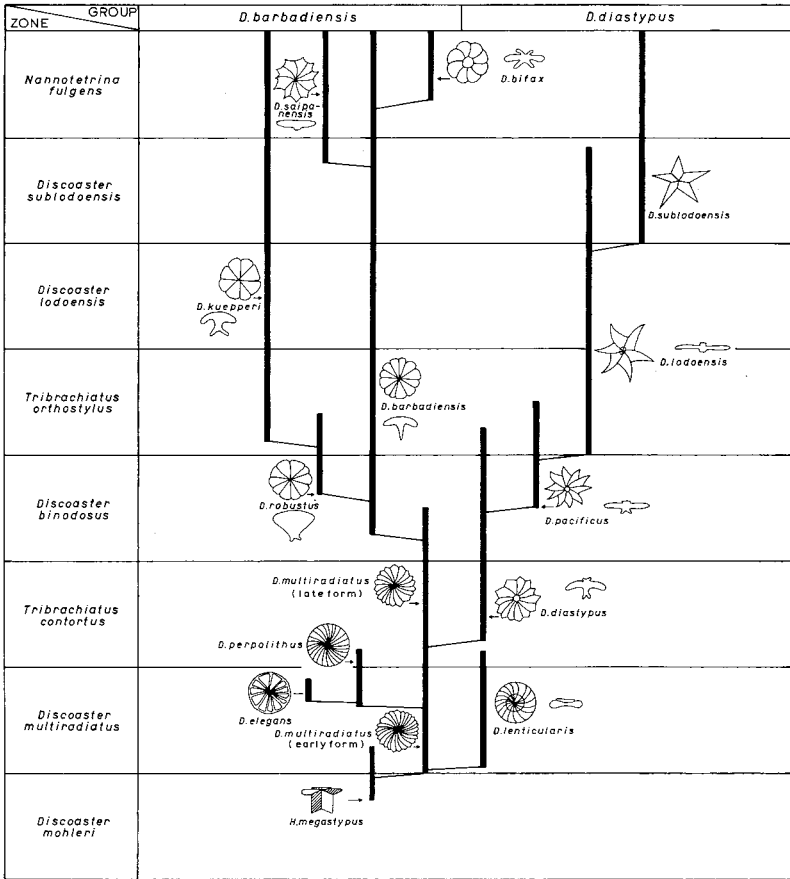 GROUP
ZONE
D.barbadiensis
D.diastypus
Nannotetrina
fulgens
D.saipa-
nensis
D.bifax
Discoaster
sublodoensis
D.sublodoensis
Discoaster
lodoensis
D.kuepperi
D.lodoensis
Tribrachiatus
orthostylus
D.barbadiensis
Discoaster
binodosus
D.robustus
D.pacificus
Tribrachiatus
contortus
D.multiradiatus
(late form)
D.diastypus
D.perpolithus
Discoaster
multiradiatus
D.elegans
D.multiradiatus
(early form)
D.lenticularis
Discoaster
mohleri
H.megastypus